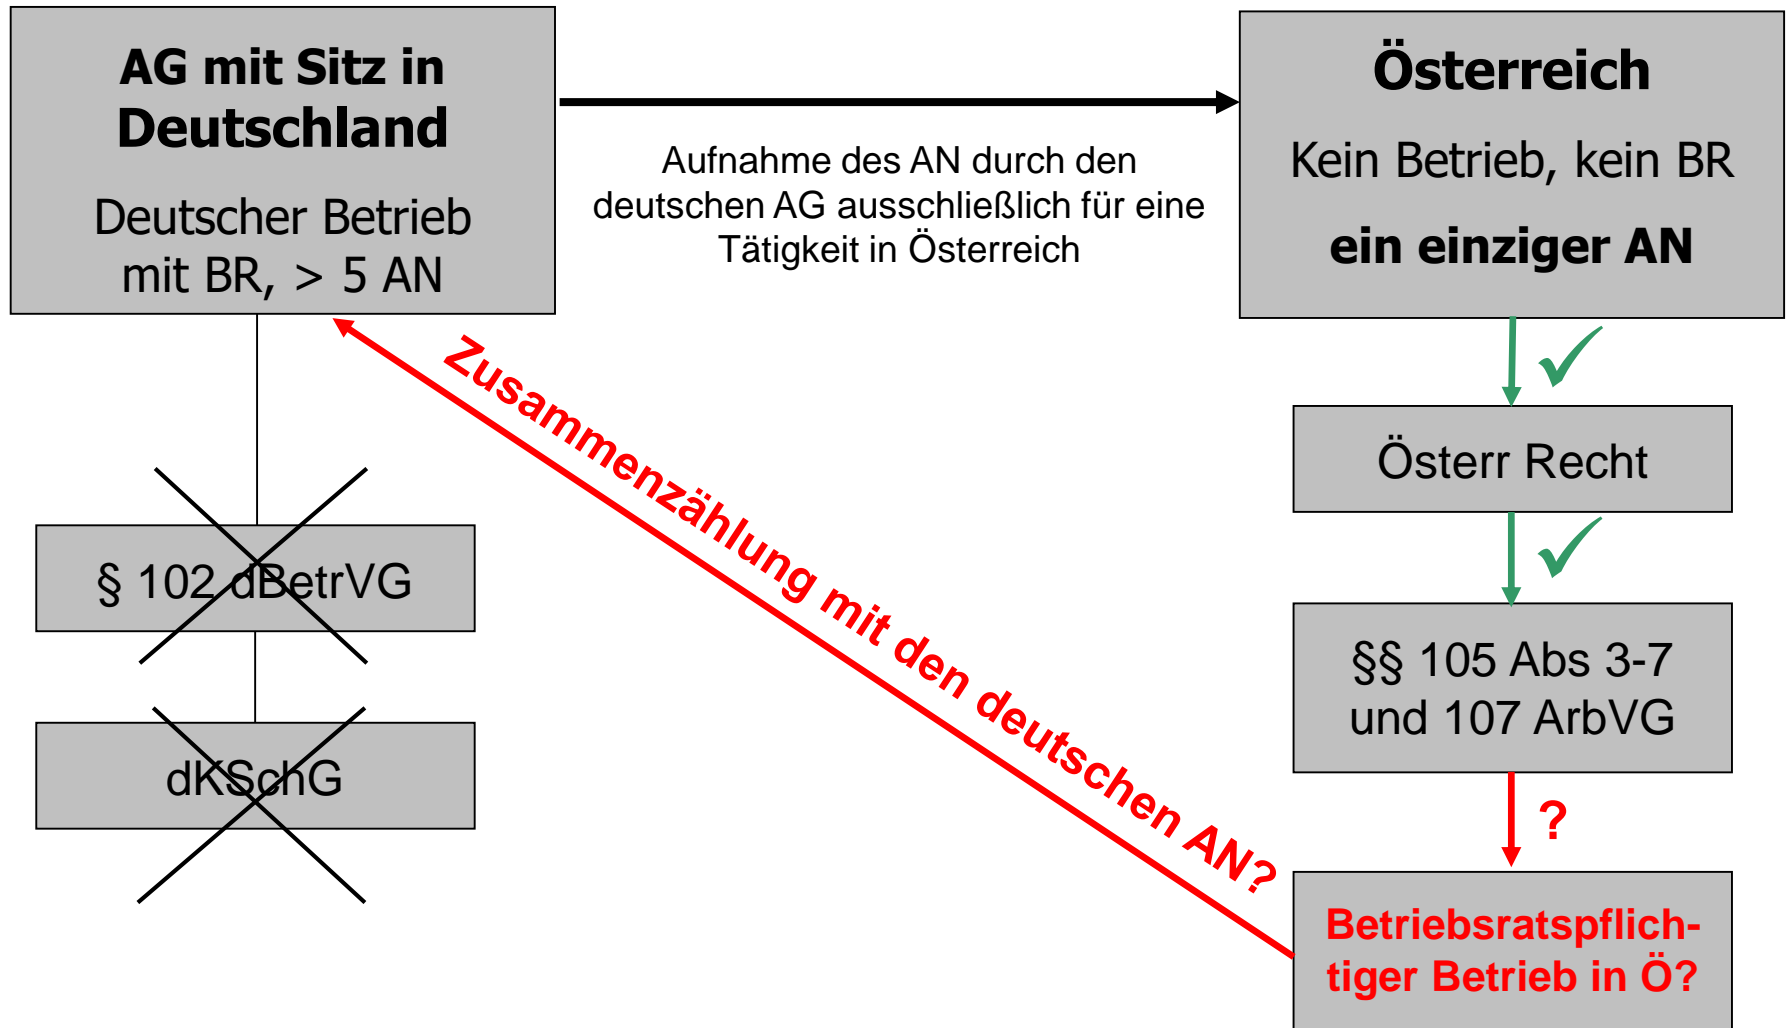 AG mit Sitz in
Deutschland
Deutscher Betrieb
mit BR, > 5 AN
Aufnahme des AN durch den
deutschen AG ausschließlich für eine
Tätigkeit in Österreich
Österreich
Kein Betrieb, kein BR
ein einziger AN
Österr Recht
§§ 105 Abs 3-7
und 107 ArbVG
?
Betriebsratspflich-
tiger Betrieb in Ö?
Zusammenzählung mit den deutschen AN?
§ 102 dBetrVG
dKSchG